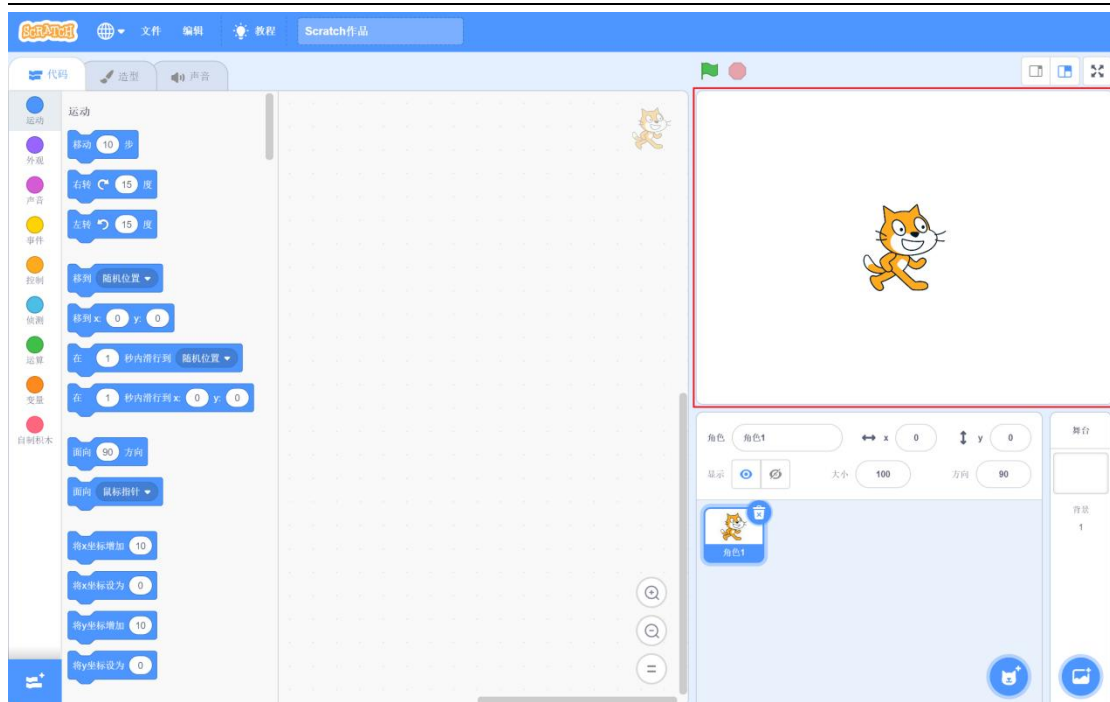 SCRATCH 文件 编辑 教程 Scratch作品
代码 造型 声音
运动
外观
声音
事件
控制
侦测
运算
变量
自制积木
运动
移动 10 步
右转 15 度
左转 15 度
移到 随机位置
移到 x: 0 y: 0
在 1 秒内滑行到 随机位置
在 1 秒内滑行到 x: 0 y: 0
面向 90 方向
面向 鼠标指针
将x坐标增加 10
将x坐标设为 0
将y坐标增加 10
将y坐标设为 0
角色 角色1 x 0 y 0
显示 大小 100 方向 90
角色1
舞台
背景
1